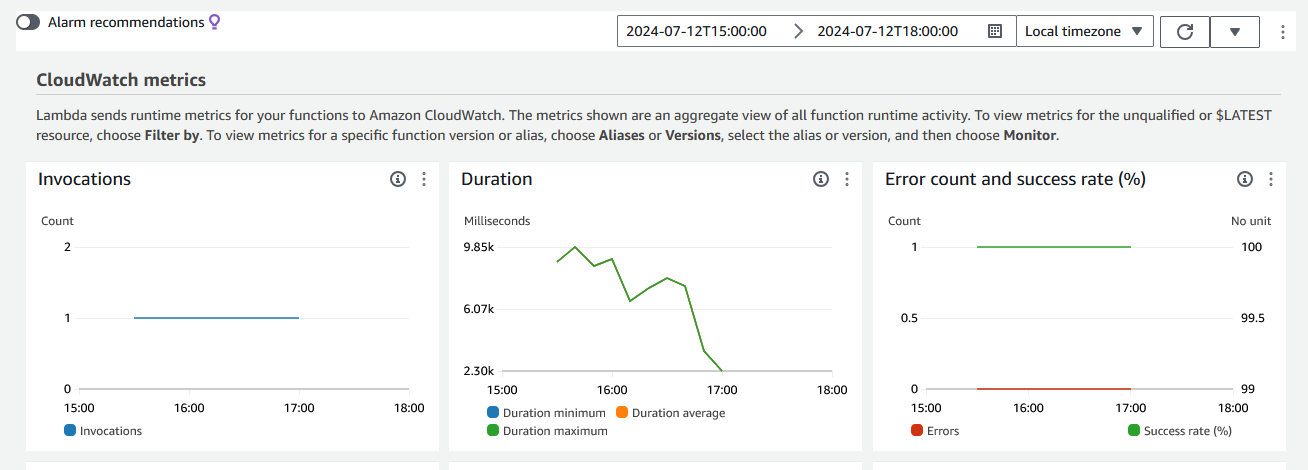 Alarm recommendations
2024-07-12T15:00:00 2024-07-12T18:00:00 Local timezone
CloudWatch metrics
Lambda sends runtime metrics for your functions to Amazon CloudWatch. The metrics shown are an aggregate view of all function runtime activity. To view metrics for the unqualified or $LATEST
resource, choose Filter by. To view metrics for a specific function version or alias, choose Aliases or Versions, select the alias or version, and then choose Monitor.
Invocations
Count
2
1
0
15:00 16:00 17:00 18:00
Invocations
Duration
Milliseconds
9.85k
6.07k
2.30k
15:00 16:00 17:00 18:00
Duration minimum Duration average
Duration maximum
Error count and success rate (%)
Count No unit
1 100
0.5 99.5
0 99
15:00 16:00 17:00 18:00
Errors Success rate (%)